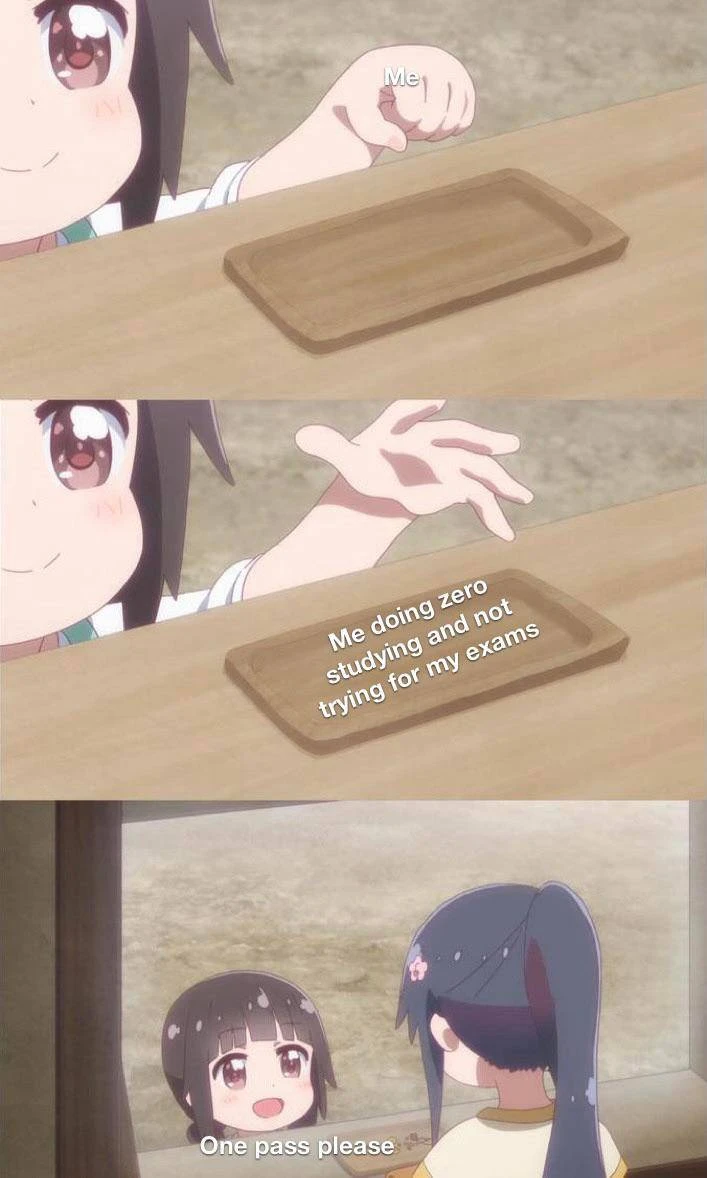 Me
Me doing zero
studying and not
trying for my exams
One pass please